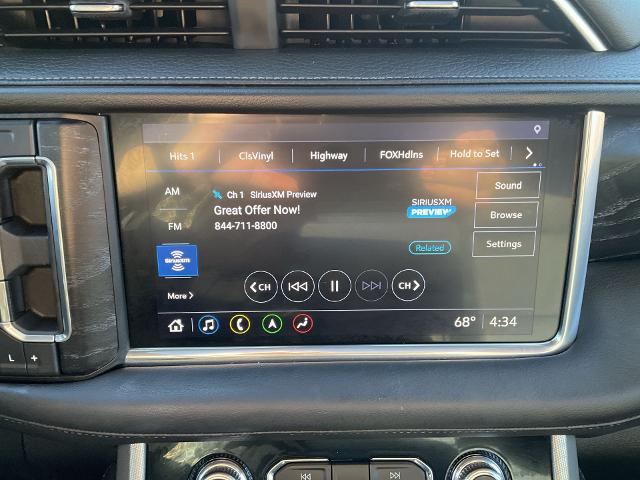 Hits 1 ClsVinyl Highway FOXHdlns Hold to Set
AM
Ch 1 SiriusXM Preview
Sound
Great Offer Now!
SIRIUSXM
PREVIEW
FM
844-711-8800
Browse
SiriusXM
Related
Settings
More
CH
CH
68° 4:34
L +